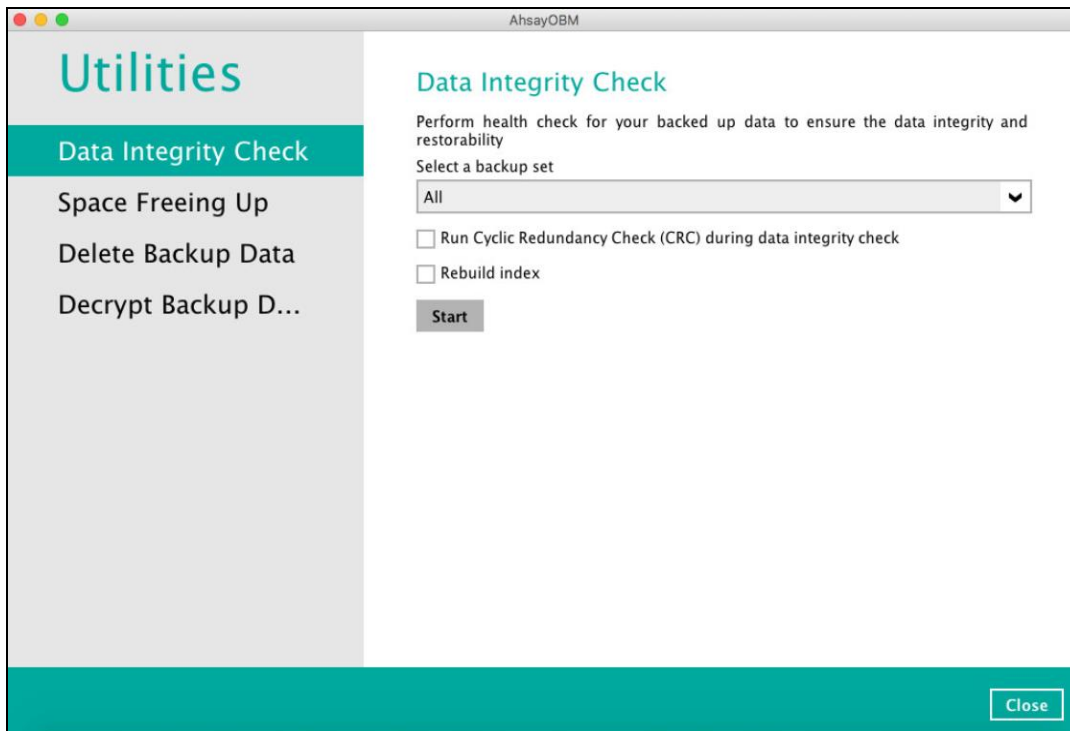 AhsayOBM
Utilities
Data Integrity Check
Space Freeing Up
Delete Backup Data
Decrypt Backup D...
Data Integrity Check
Perform health check for your backed up data to ensure the data integrity and
restorability
Select a backup set
All
Run Cyclic Redundancy Check (CRC) during data integrity check
Rebuild index
Start
Close